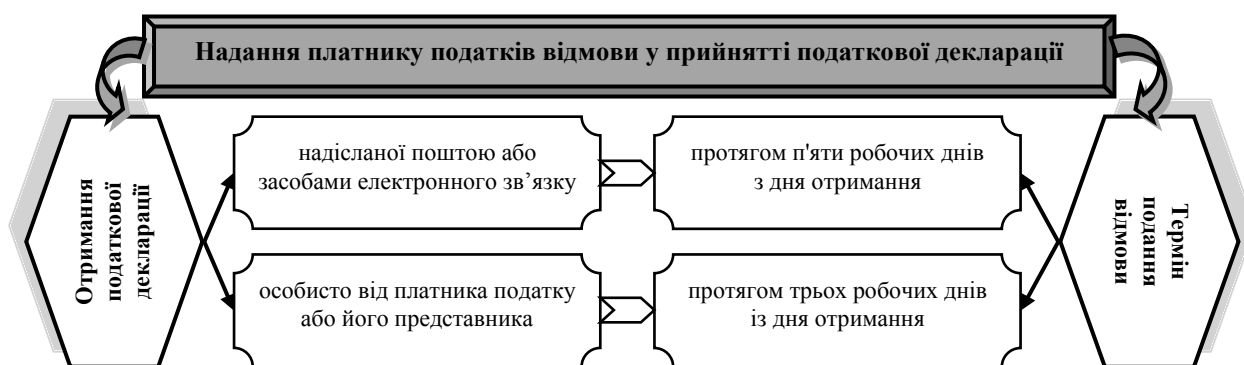 Надання платнику податків відмови у прийнятті податкової декларації
Отримання
податкової
декларації
надісланої поштою або
засобами електронного зв’язку
протягом п'яти робочих днів
з дня отримання
особисто від платника податку
або його представника
протягом трьох робочих днів
із дня отримання
Термін
подання
відмови